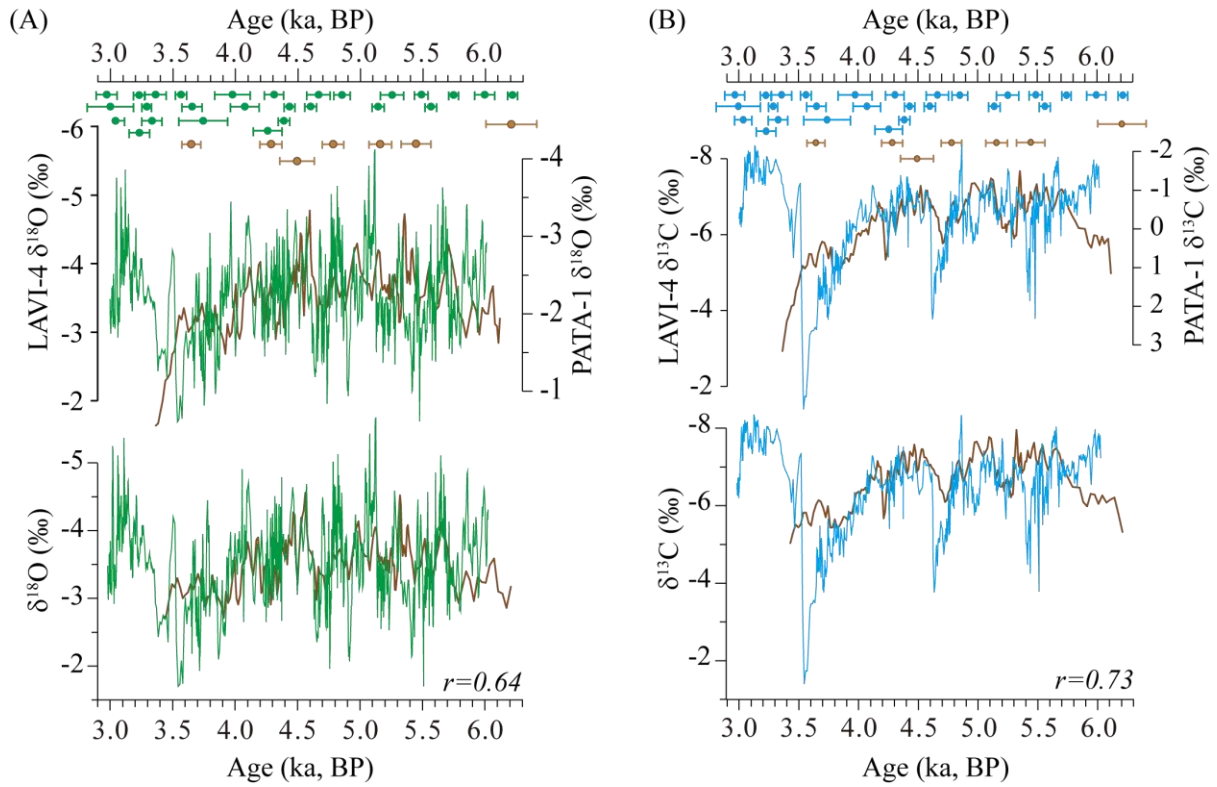 (A)
Age (ka, BP)
3.0 3.5 4.0 4.5 5.0 5.5 6.0
LAVI-4 δ¹⁸O (‰)
-6
-5
-4
-3
-2
PATA-1 δ¹⁸O (‰)
-4
-3
-2
-1
δ¹⁸O (‰)
-5
-4
-3
-2
r=0.64
3.0 3.5 4.0 4.5 5.0 5.5 6.0
Age (ka, BP)
(B)
Age (ka, BP)
3.0 3.5 4.0 4.5 5.0 5.5 6.0
LAVI-4 δ¹³C (‰)
-8
-6
-4
-2
PATA-1 δ¹³C (‰)
-2
-1
0
1
2
3
δ¹³C (‰)
-8
-6
-4
-2
r=0.73
3.0 3.5 4.0 4.5 5.0 5.5 6.0
Age (ka, BP)